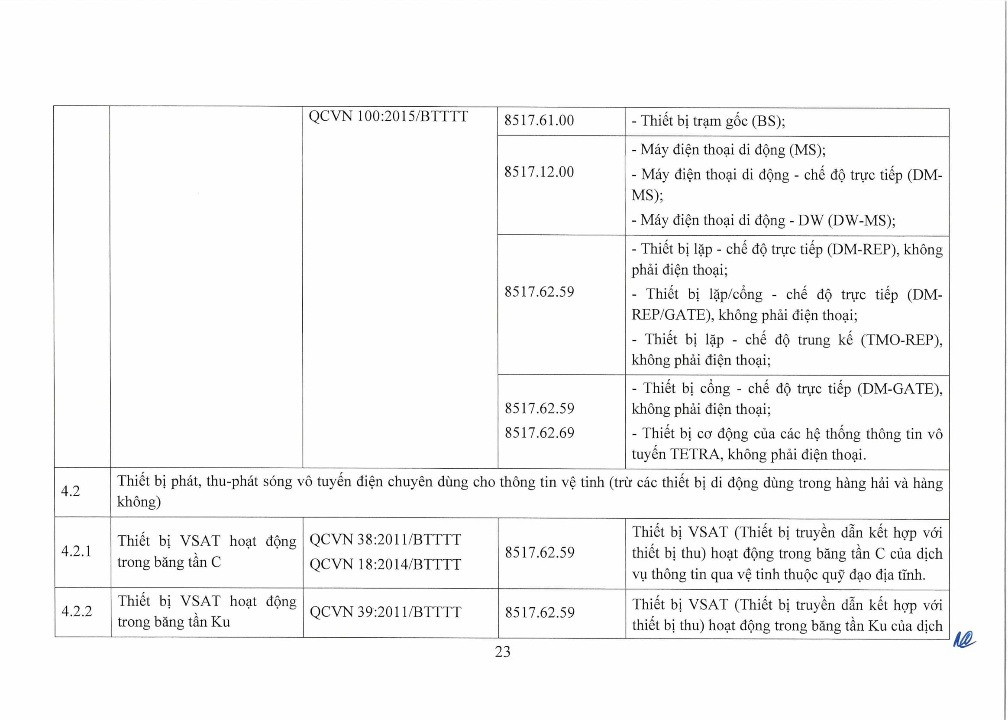 QCVN 100:2015/BTTTT
8517.61.00
- Thiết bị trạm gốc (BS);
8517.12.00
- Máy điện thoại di động (MS);
- Máy điện thoại di động - chế độ trực tiếp (DM-
MS);
- Máy điện thoại di động - DW (DW-MS);
8517.62.59
- Thiết bị lặp - chế độ trực tiếp (DM-REP), không
phải điện thoại;
- Thiết bị lặp/cổng - chế độ trực tiếp (DM-
REP/GATE), không phải điện thoại;
- Thiết bị lặp - chế độ trung kế (TMO-REP),
không phải điện thoại;
8517.62.59
8517.62.69
- Thiết bị cổng - chế độ trực tiếp (DM-GATE),
không phải điện thoại;
- Thiết bị cơ động của các hệ thống thông tin vô
tuyến TETRA, không phải điện thoại.
4.2
Thiết bị phát, thu-phát sóng vô tuyến điện chuyên dùng cho thông tin vệ tinh (trừ các thiết bị di động dùng trong hàng hải và hàng
không)
4.2.1
Thiết bị VSAT hoạt động
trong băng tần C
QCVN 38:2011/BTTTT
QCVN 18:2014/BTTTT
8517.62.59
Thiết bị VSAT (Thiết bị truyền dẫn kết hợp với
thiết bị thu) hoạt động trong băng tần C của dịch
vụ thông tin qua vệ tinh thuộc quỹ đạo địa tĩnh.
4.2.2
Thiết bị VSAT hoạt động
trong băng tần Ku
QCVN 39:2011/BTTTT
8517.62.59
Thiết bị VSAT (Thiết bị truyền dẫn kết hợp với
thiết bị thu) hoạt động trong băng tần Ku của dịch
23